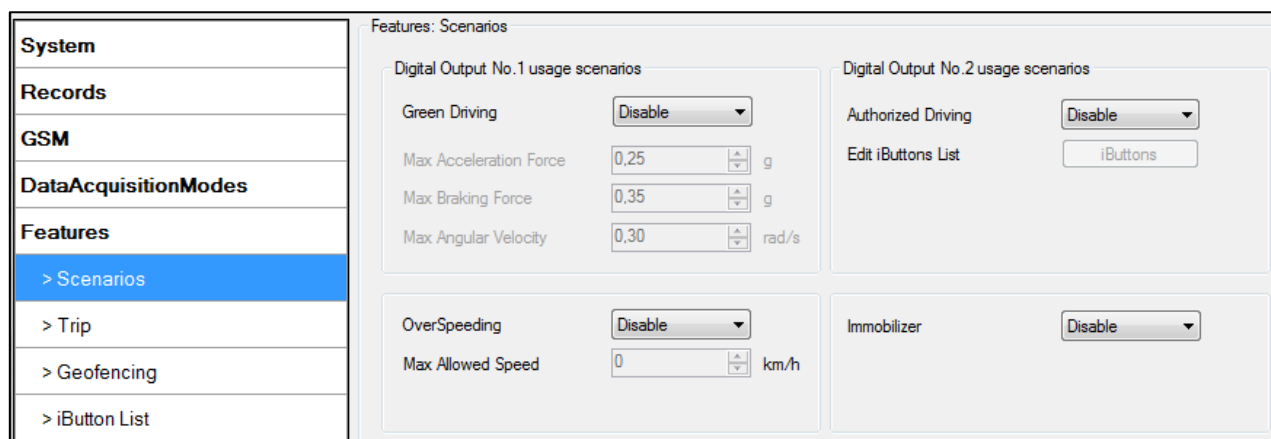 System
Records
GSM
DataAcquisitionModes
Features
> Scenarios
> Trip
> Geofencing
> iButton List
Features: Scenarios
Digital Output No.1 usage scenarios
Green Driving Disable
Max Acceleration Force 0,25 g
Max Braking Force 0,35 g
Max Angular Velocity 0,30 rad/s
Digital Output No.2 usage scenarios
Authorized Driving Disable
Edit iButtons List iButtons
OverSpeeding Disable
Max Allowed Speed 0 km/h
Immobilizer Disable